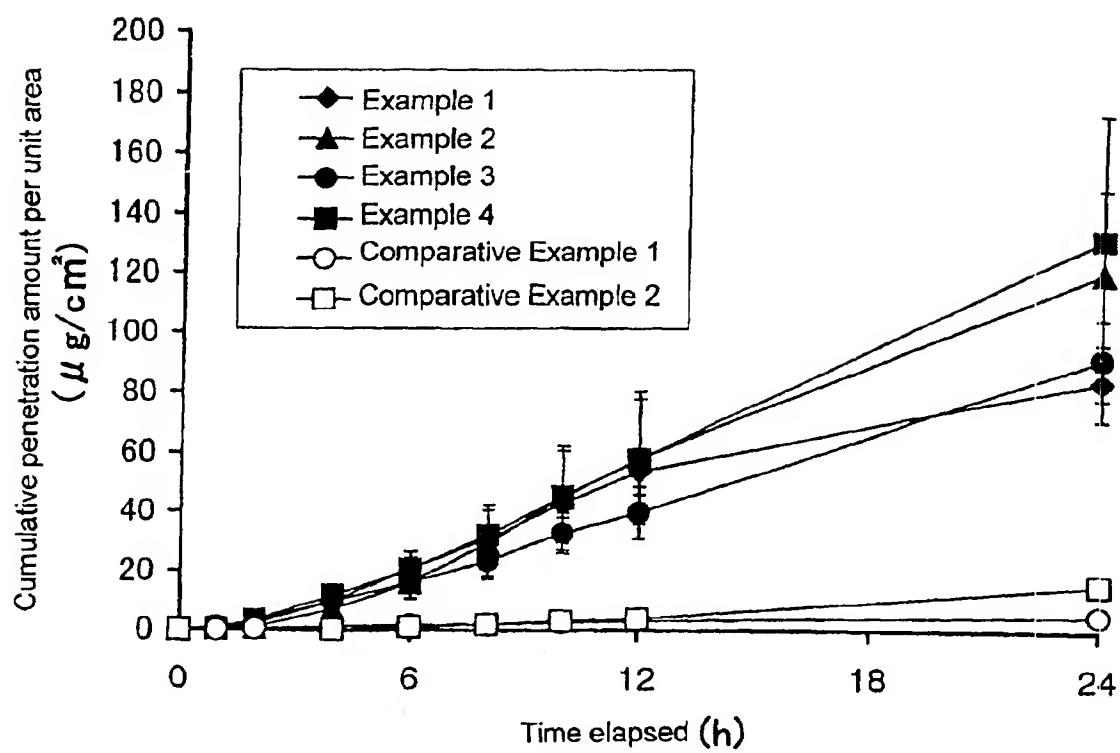 Cumulative penetration amount per unit area
(μg/cm²)
200
180
160
140
120
100
80
60
40
20
0
Example 1
Example 2
Example 3
Example 4
Comparative Example 1
Comparative Example 2
0 6 12 18 24
Time elapsed (h)